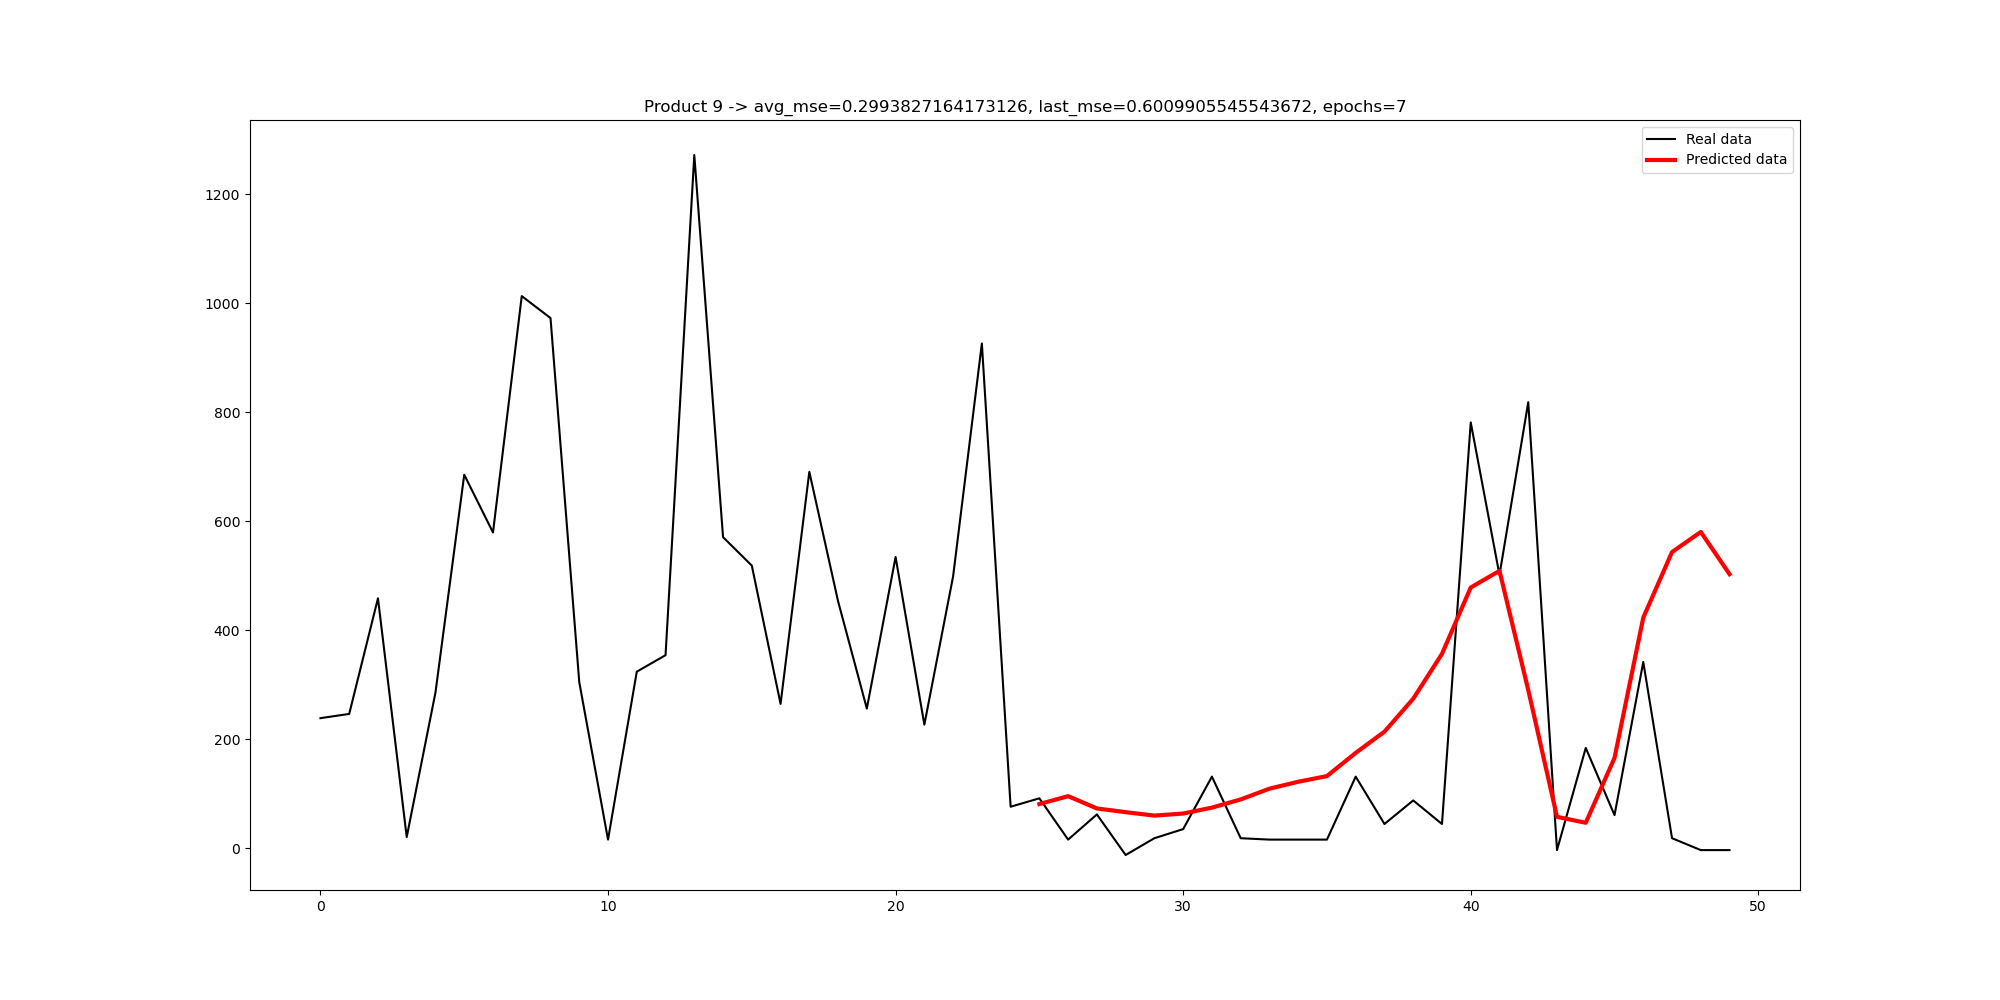 Product 9 -> avg_mse=0.2993827164173126, last_mse=0.6009905545543672, epochs=7
Real data
Predicted data
1200
1000
800
600
400
200
0
0 10 20 30 40 50